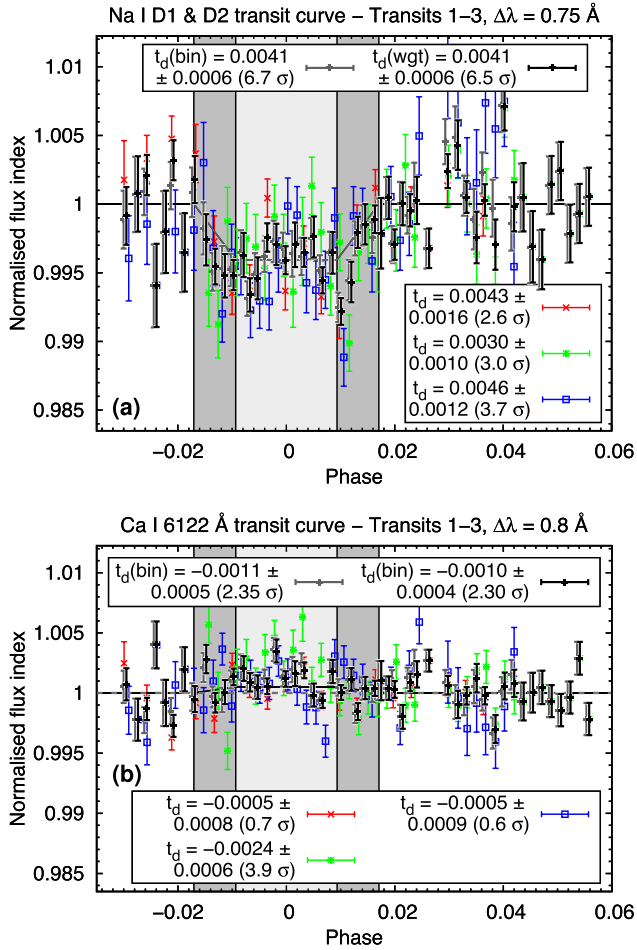 Na I D1 & D2 transit curve − Transits 1−3, Δλ = 0.75 Å
t_d(bin) = 0.0041
± 0.0006 (6.7 σ)
t_d(wgt) = 0.0041
± 0.0006 (6.5 σ)
1.01
1.005
1
0.995
0.99
0.985
Normalised flux index
t_d = 0.0043 ±
0.0016 (2.6 σ)
t_d = 0.0030 ±
0.0010 (3.0 σ)
t_d = 0.0046 ±
0.0012 (3.7 σ)
(a)
−0.02
0
0.02
0.04
0.06
Phase
Ca I 6122 Å transit curve − Transits 1−3, Δλ = 0.8 Å
t_d(bin) = −0.0011 ±
0.0005 (2.35 σ)
t_d(bin) = −0.0010 ±
0.0004 (2.30 σ)
1.01
1.005
1
0.995
0.99
0.985
Normalised flux index
(b)
t_d = −0.0005 ±
0.0008 (0.7 σ)
t_d = −0.0024 ±
0.0006 (3.9 σ)
t_d = −0.0005 ±
0.0009 (0.6 σ)
−0.02
0
0.02
0.04
0.06
Phase